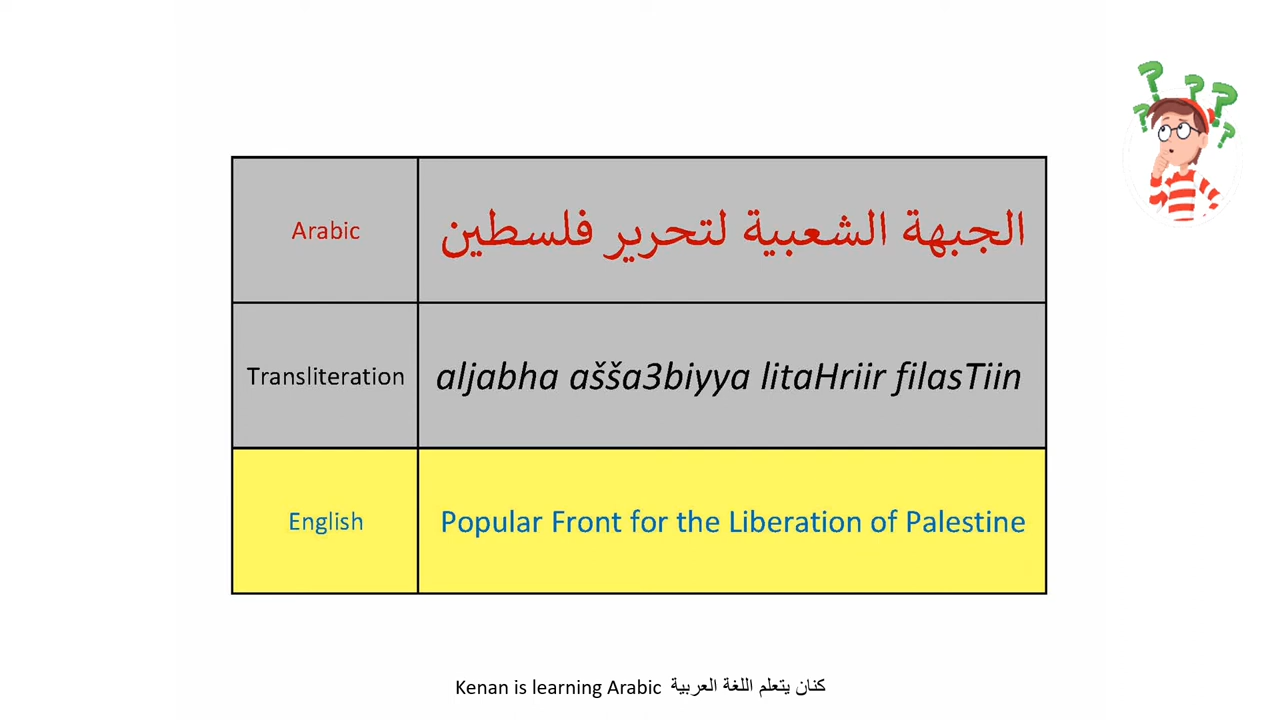 Arabic الجبهة الشعبية لتحرير فلسطين
Transliteration aljabha ašša3biyya litaHriir filasTiin
English Popular Front for the Liberation of Palestine
Kenan is learning Arabic كنان يتعلم اللغة العربية